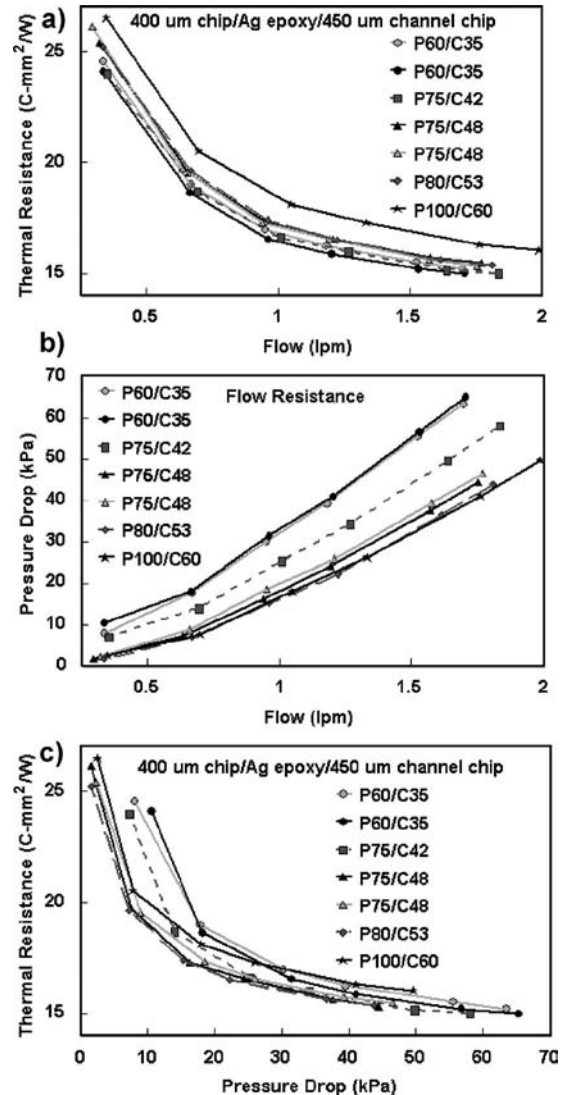 a)
400 um chip/Ag epoxy/450 um channel chip
Thermal Resistance (C-mm²/W)
25
20
15
P60/C35
P60/C35
P75/C42
P75/C48
P75/C48
P80/C53
P100/C60
0.5 1 1.5 2
Flow (lpm)
b)
Flow Resistance
Pressure Drop (kPa)
70
60
50
40
30
20
10
0
P60/C35
P60/C35
P75/C42
P76/C48
P75/C48
P80/C53
P100/C60
0.5 1 1.5 2
Flow (lpm)
c)
400 um chip/Ag epoxy/450 um channel chip
Thermal Resistance (C-mm²/W)
25
20
15
P60/C35
P60/C35
P75/C42
P75/C48
P75/C48
P80/C53
P100/C60
0 10 20 30 40 50 60 70
Pressure Drop (kPa)